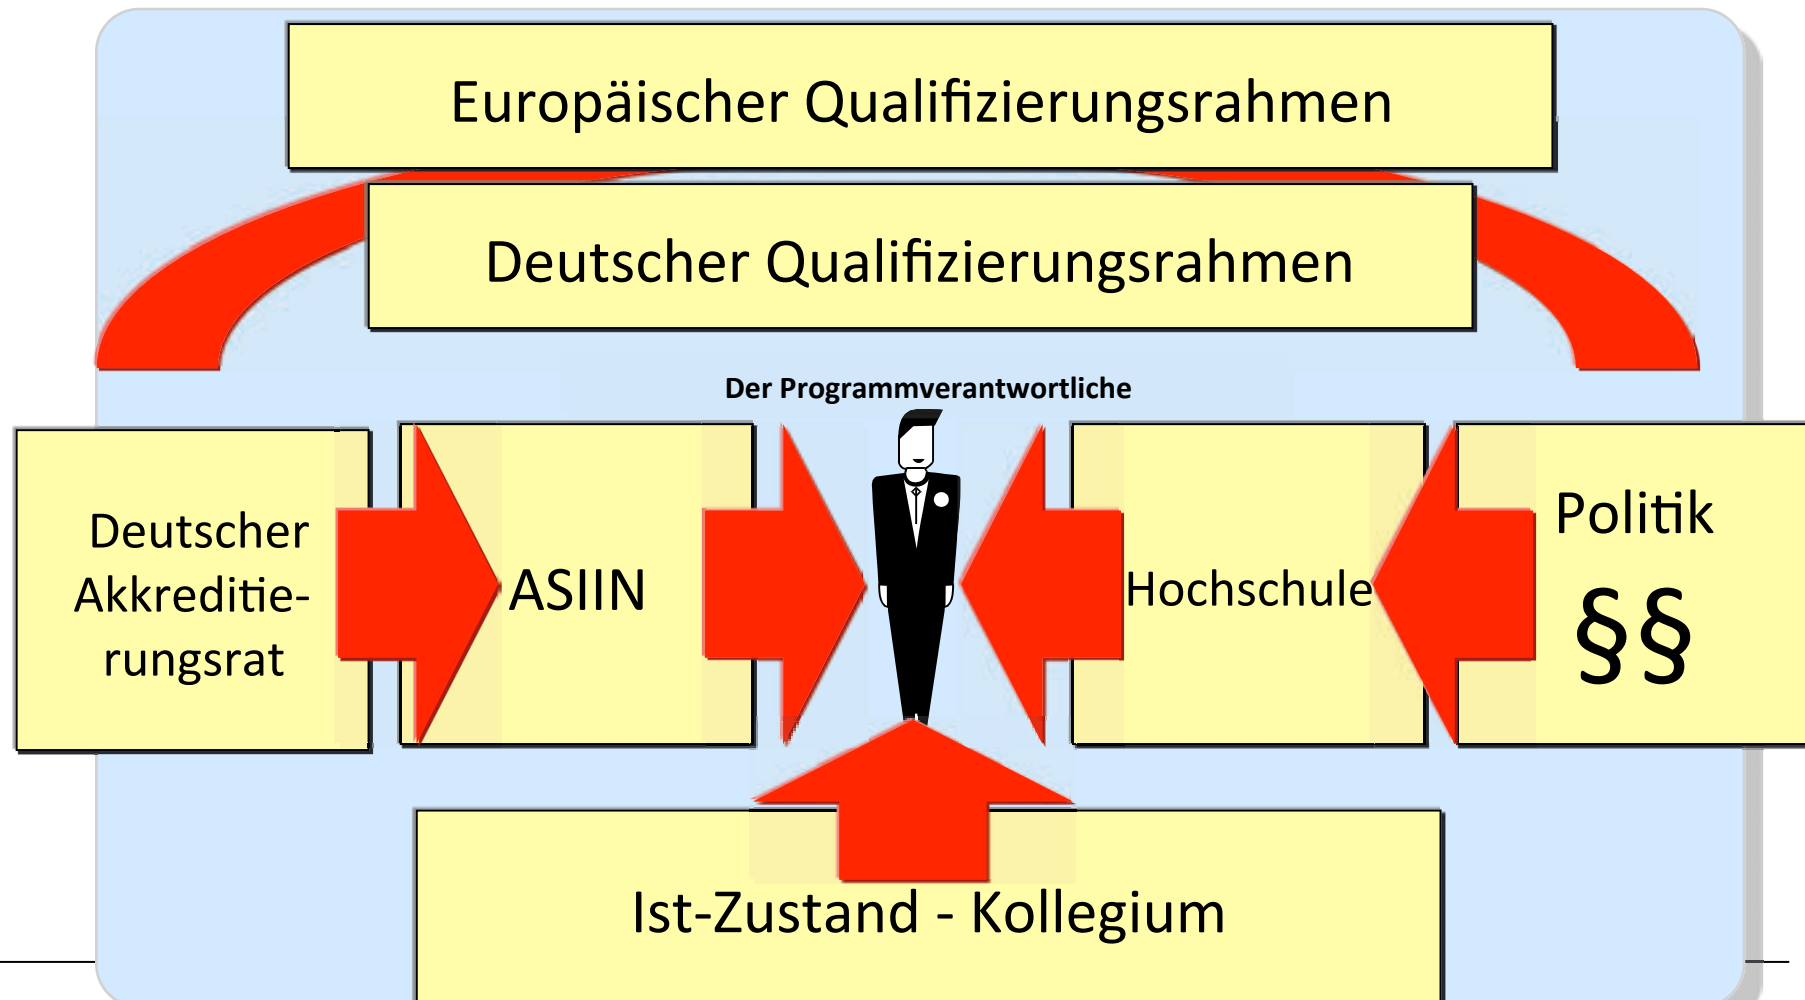 Europäischer Qualifizierungsrahmen
Deutscher Qualifizierungsrahmen
Der Programmverantwortliche
Deutscher
Akkreditie-
rungsrat
ASIIN
Hochschule
Politik
§§
Ist-Zustand - Kollegium